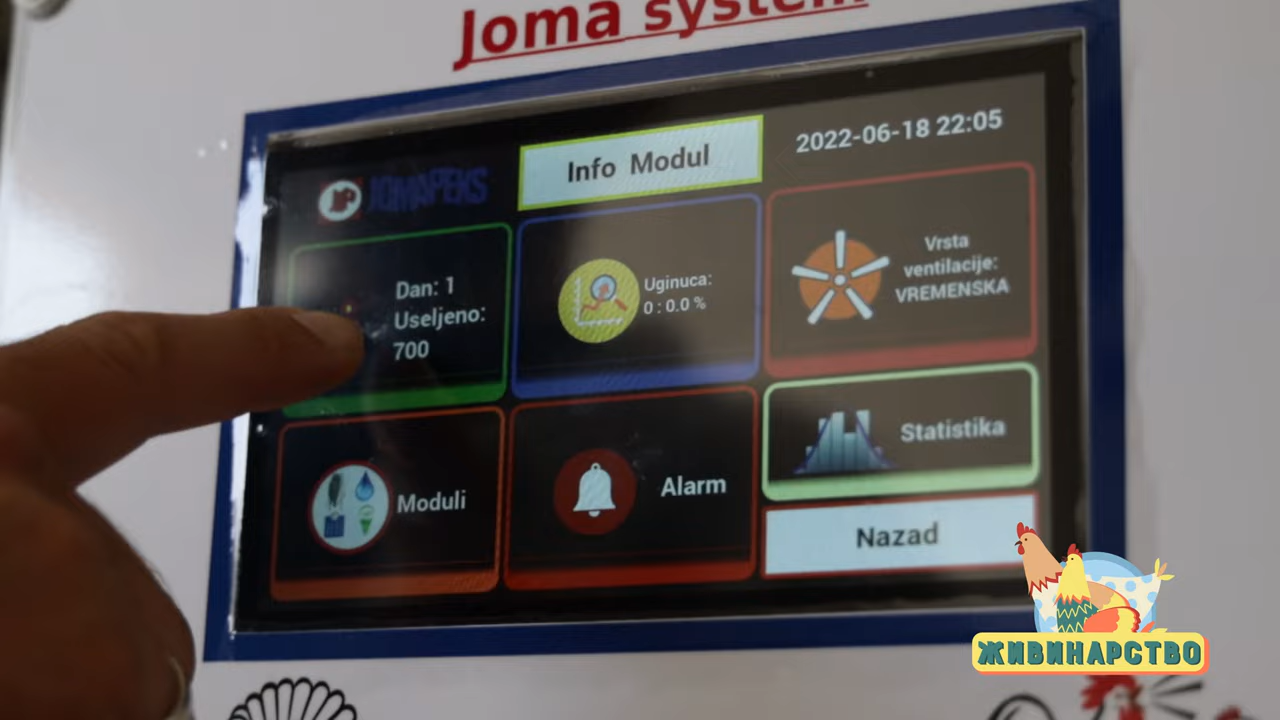 Joma system
JOMAPEKS
Info Modul
2022-06-18 22:05
Dan: 1
Useljeno:
700
Uginuca:
0 : 0.0 %
Vrsta
ventilacije:
VREMENSKA
Moduli
Alarm
Statistika
Nazad
ЖИВИНАРСТВО